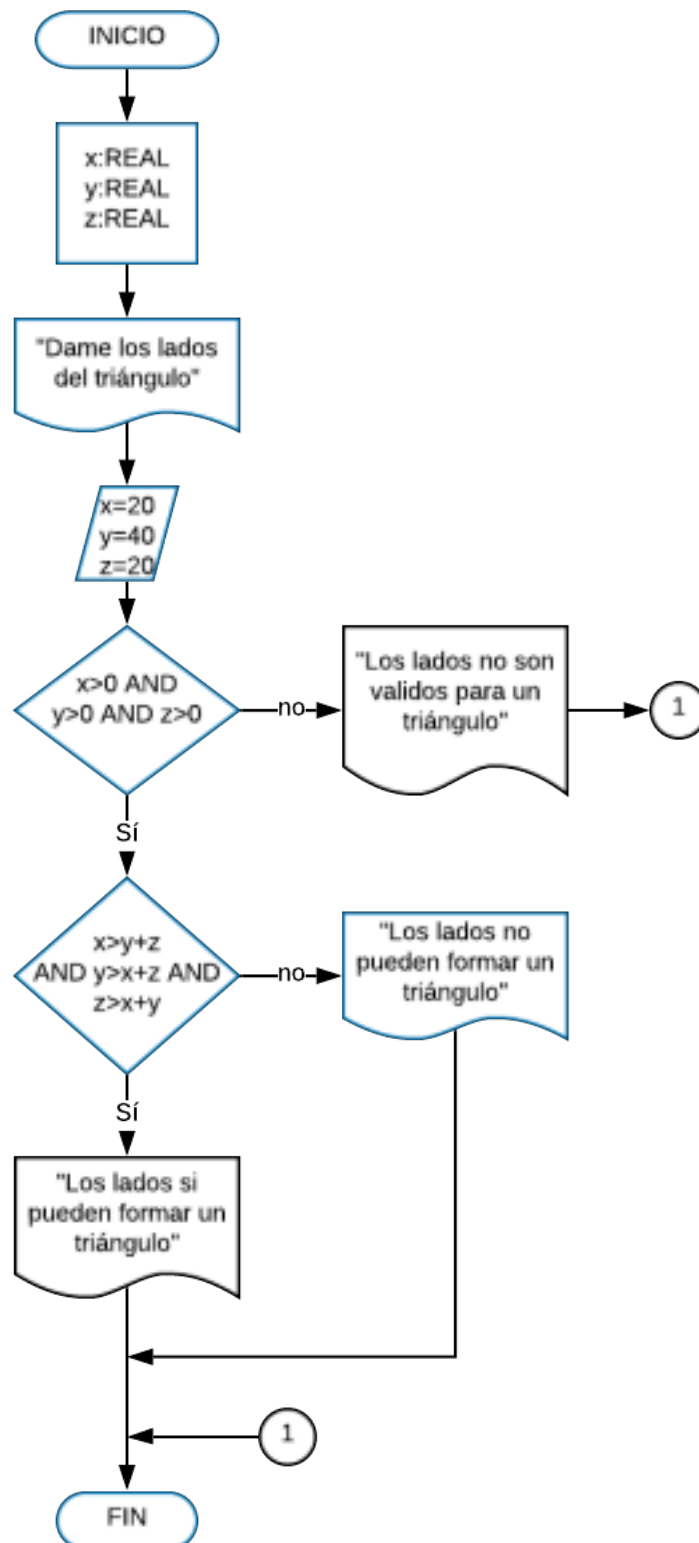 INICIO
x:REAL
y:REAL
z:REAL
"Dame los lados
del triángulo"
x=20
y=40
z=20
x>0 AND
y>0 AND z>0
no
"Los lados no son
validos para un
triángulo"
1
Sí
x>y+z
AND y>x+z AND
z>x+y
no
"Los lados no
pueden formar un
triángulo"
Sí
"Los lados si
pueden formar un
triángulo"
1
FIN